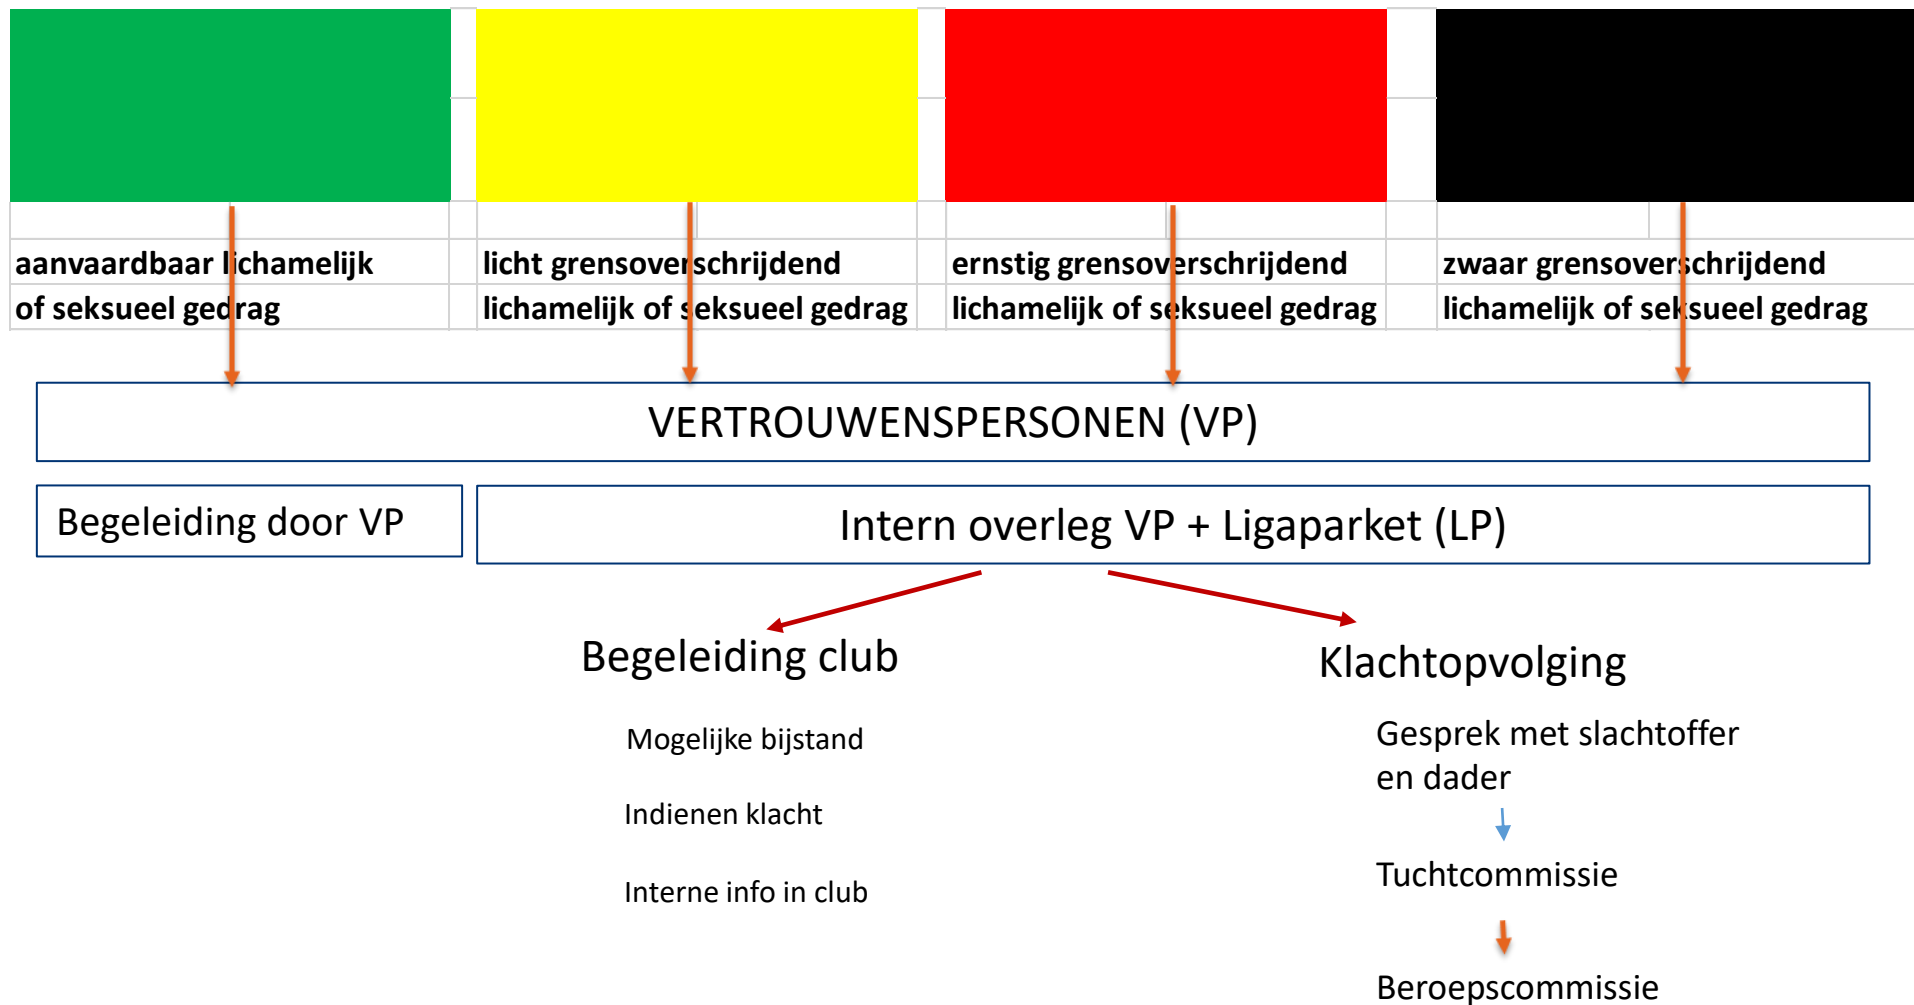 aanvaardbaar lichamelijk
of seksueel gedrag
licht grensoverschrijdend
lichamelijk of seksueel gedrag
ernstig grensoverschrijdend
lichamelijk of seksueel gedrag
zwaar grensoverschrijdend
lichamelijk of seksueel gedrag
VERTROUWENSPERSONEN (VP)
Begeleiding door VP
Intern overleg VP + Ligaparket (LP)
Begeleiding club
Mogelijke bijstand
Indienen klacht
Interne info in club
Klachtopvolging
Gesprek met slachtoffer
en dader
Tuchtcommissie
Beroepscommissie